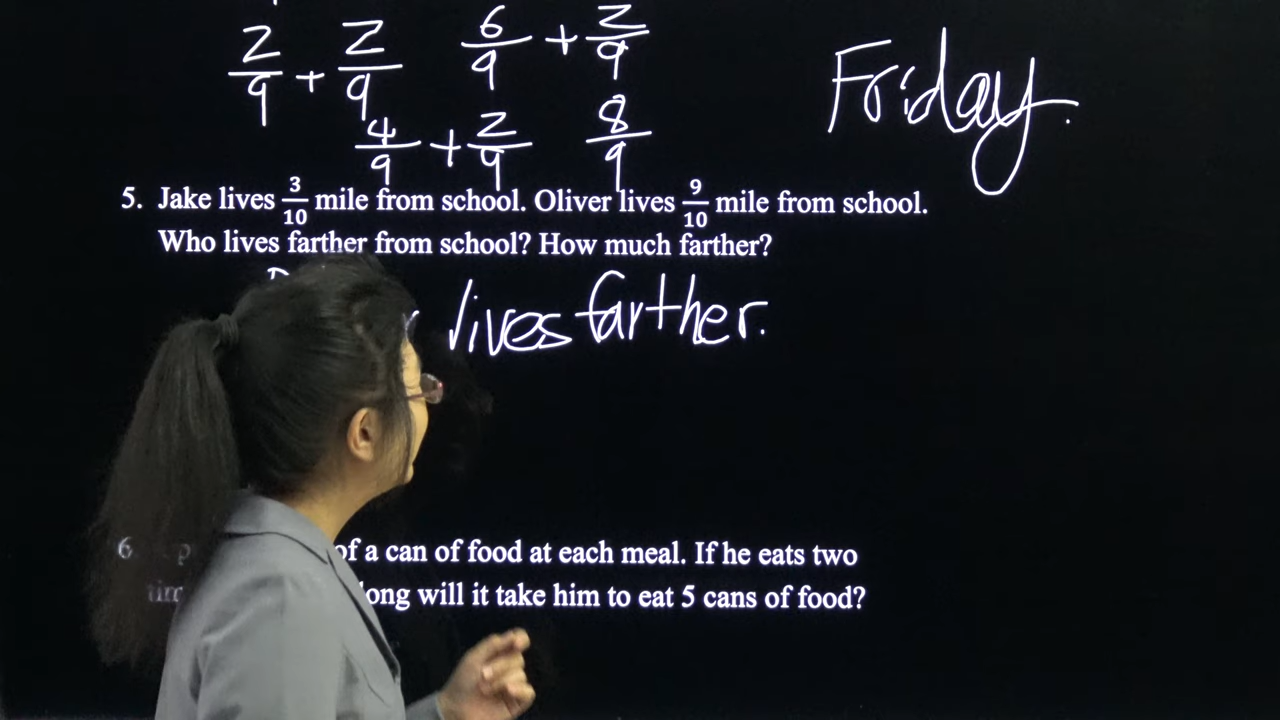 2/9 + 2/9 6/9 + 2/9
4/9 + 2/9 8/9
Friday.
5. Jake lives 3/10 mile from school. Oliver lives 9/10 mile from school.
Who lives farther from school? How much farther?
lives farther.
6 of a can of food at each meal. If he eats two
long will it take him to eat 5 cans of food?